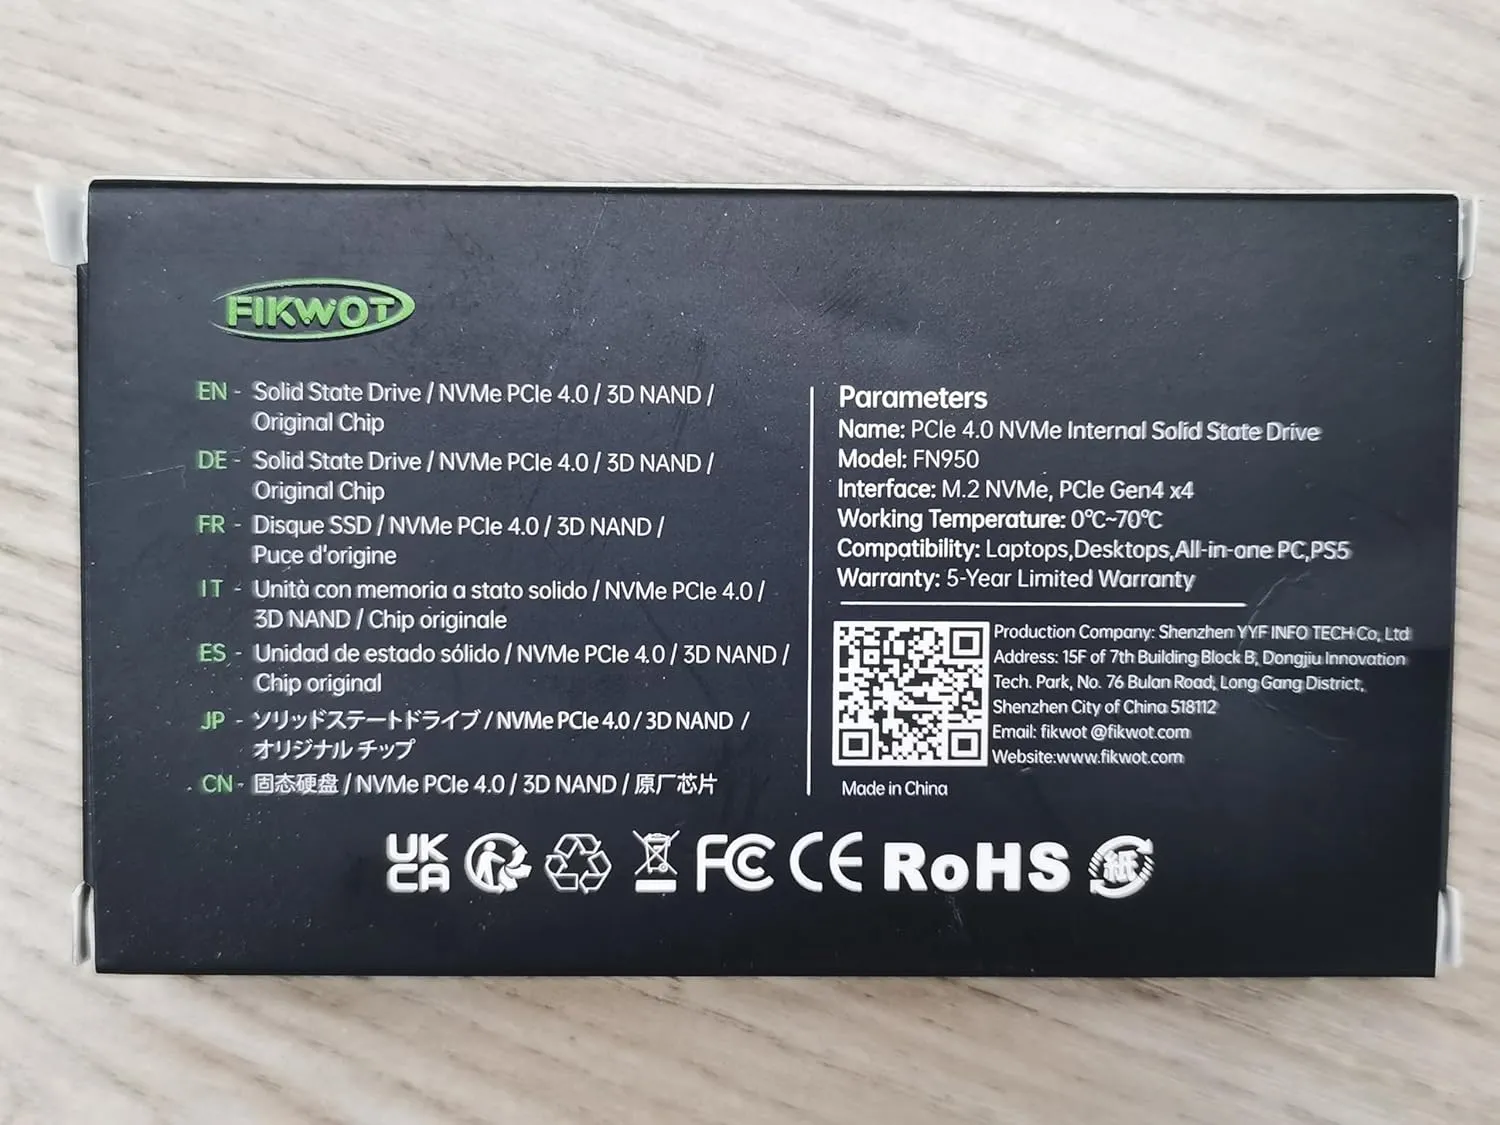 FIKWOT
EN - Solid State Drive / NVMe PCIe 4.0 / 3D NAND /
Original Chip
DE - Solid State Drive / NVMe PCIe 4.0 / 3D NAND /
Original Chip
FR - Disque SSD / NVMe PCIe 4.0 / 3D NAND /
Puce d'origine
IT - Unità con memoria a stato solido / NVMe PCIe 4.0 /
3D NAND / Chip originale
ES - Unidad de estado sólido / NVMe PCIe 4.0 / 3D NAND /
Chip original
JP - ソリッドステートドライブ / NVMe PCIe 4.0 / 3D NAND /
オリジナル チップ
CN - 固态硬盘 / NVMe PCIe 4.0 / 3D NAND / 原厂芯片
Parameters
Name: PCIe 4.0 NVMe Internal Solid State Drive
Model: FN950
Interface: M.2 NVMe, PCIe Gen4 x4
Working Temperature: 0℃~70℃
Compatibility: Laptops,Desktops,All-in-one PC,PS5
Warranty: 5-Year Limited Warranty
Production Company: Shenzhen YYF INFO TECH Co, Ltd
Address: 15F of 7th Building Block B, Dongjiu Innovation
Tech. Park, No. 76 Bulan Road, Long Gang District,
Shenzhen City of China 518112
Email: fikwot @fikwot.com
Website:www.fikwot.com
Made in China
UK
CA
FC CE RoHS 紙